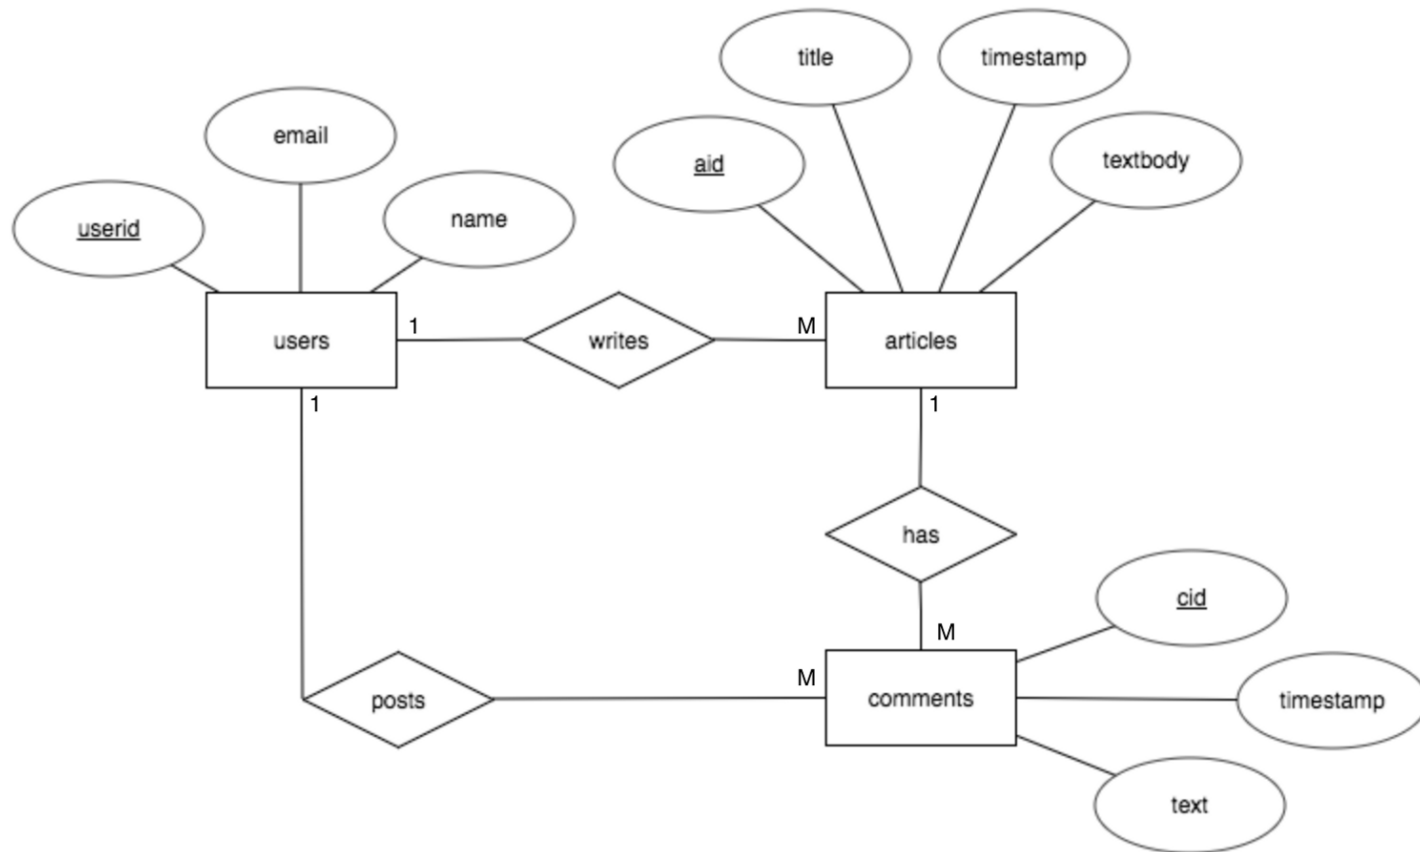 title
timestamp
email
aid
textbody
userid
name
users
1
writes
M
articles
1
1
has
cid
M
M
posts
comments
timestamp
text